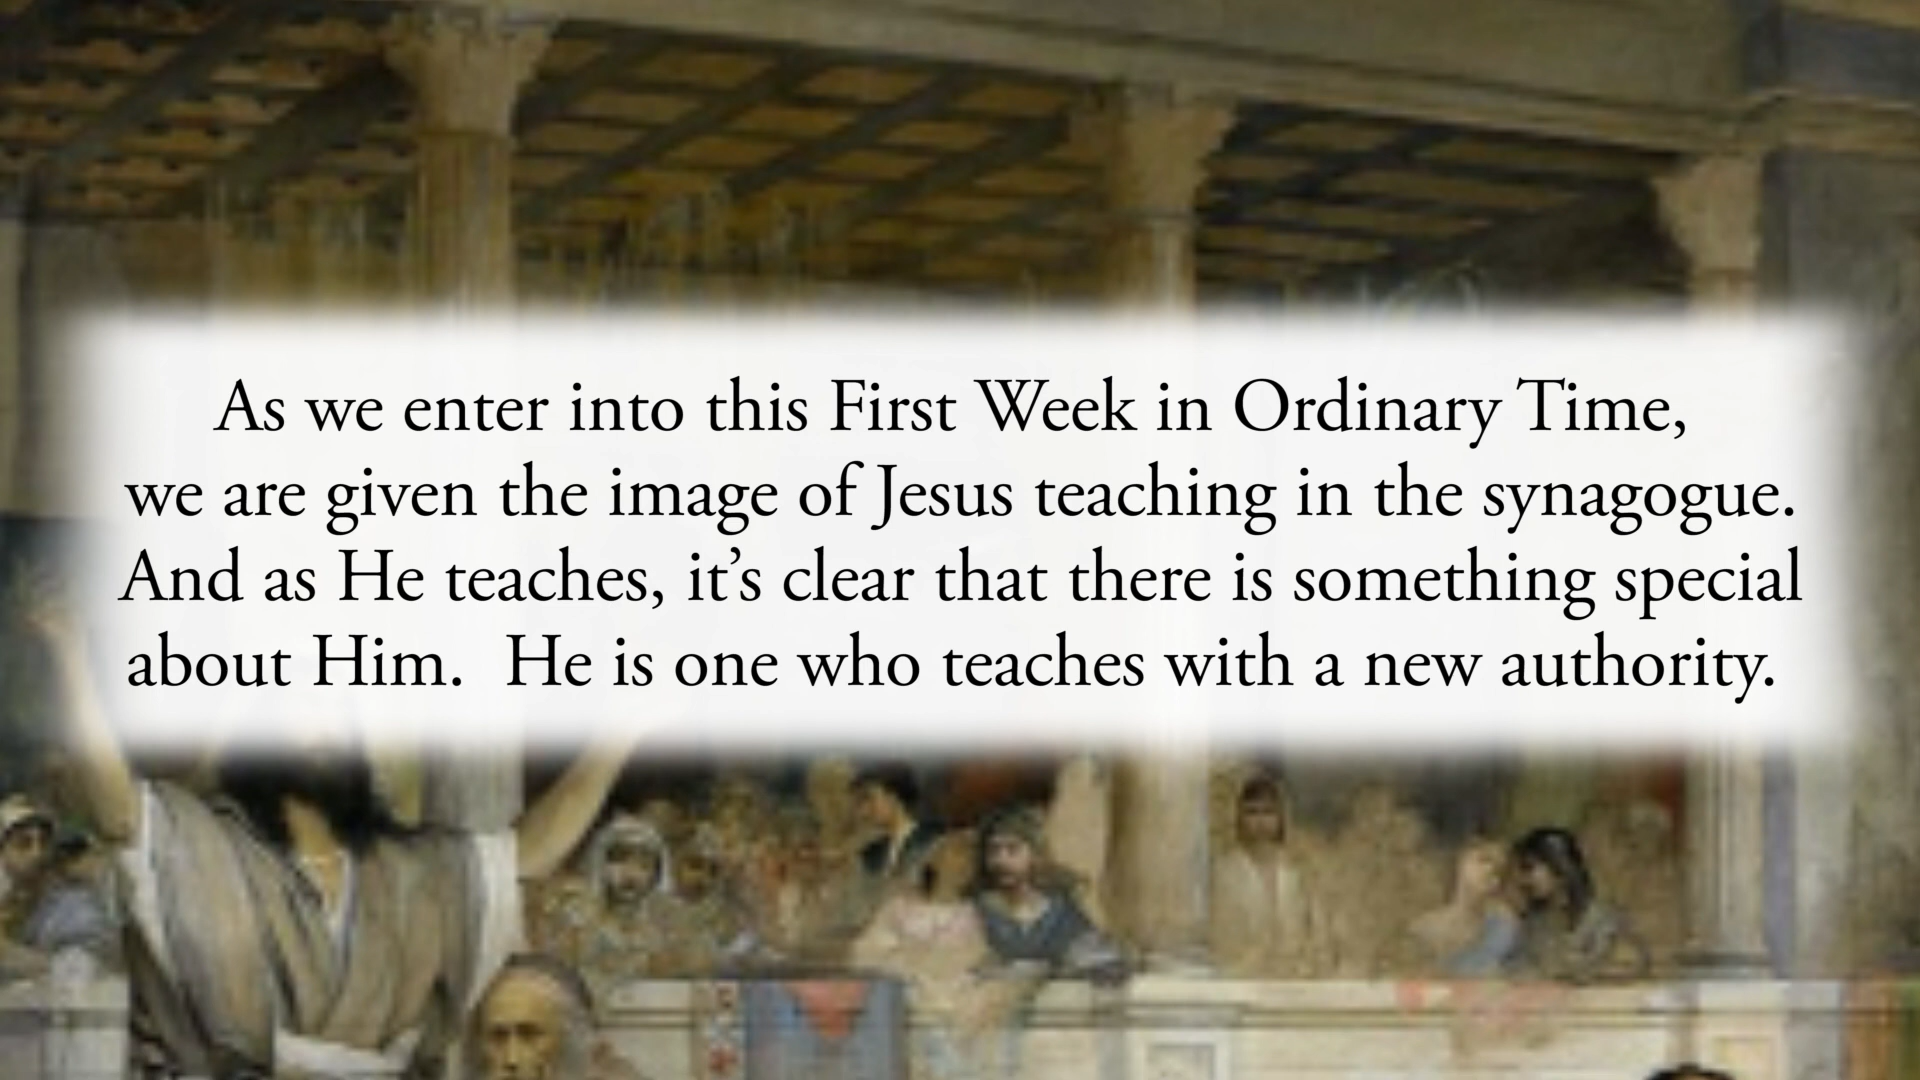 As we enter into this First Week in Ordinary Time,
we are given the image of Jesus teaching in the synagogue.
And as He teaches, it’s clear that there is something special
about Him.  He is one who teaches with a new authority.